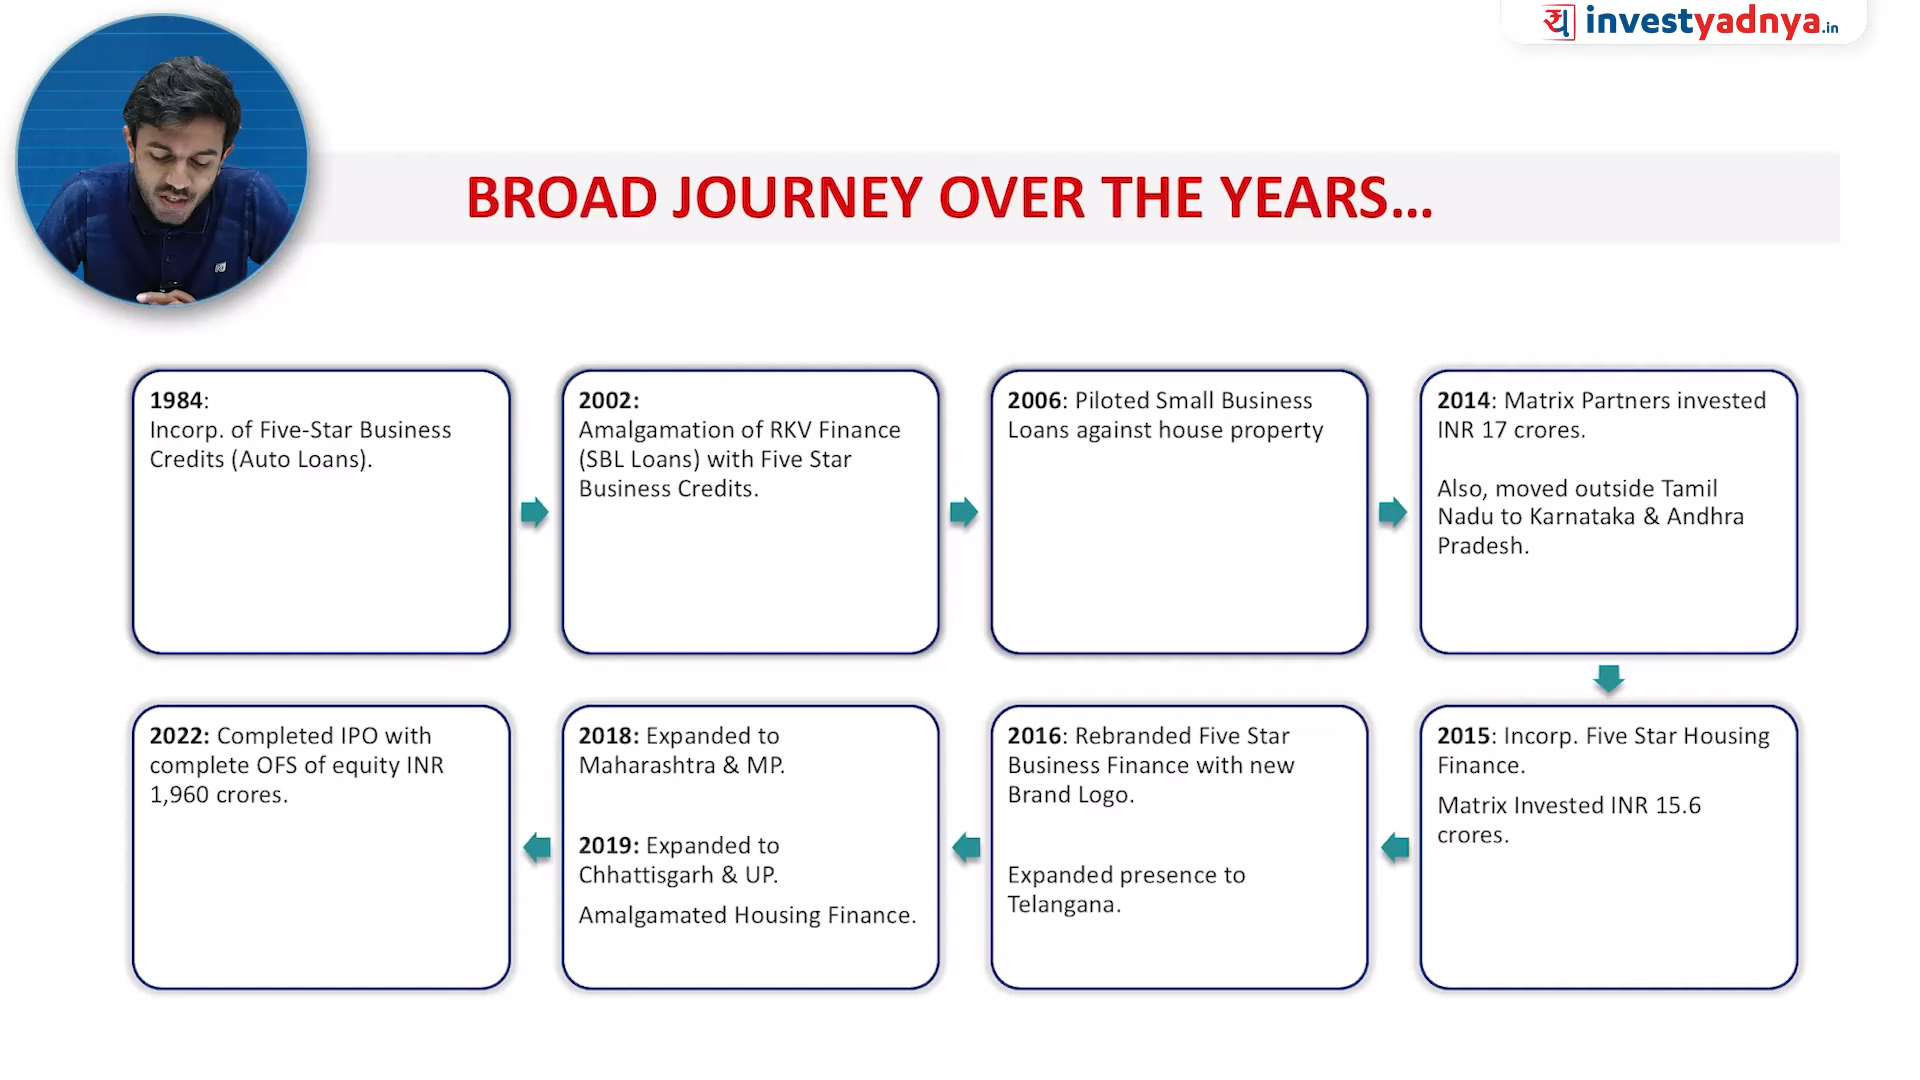 investyadnya.in
BROAD JOURNEY OVER THE YEARS...
1984:
Incorp. of Five-Star Business
Credits (Auto Loans).
2002:
Amalgamation of RKV Finance
(SBL Loans) with Five Star
Business Credits.
2006: Piloted Small Business
Loans against house property
2014: Matrix Partners invested
INR 17 crores.
Also, moved outside Tamil
Nadu to Karnataka & Andhra
Pradesh.
2015: Incorp. Five Star Housing
Finance.
Matrix Invested INR 15.6
crores.
2016: Rebranded Five Star
Business Finance with new
Brand Logo.
Expanded presence to
Telangana.
2018: Expanded to
Maharashtra & MP.
2019: Expanded to
Chhattisgarh & UP.
Amalgamated Housing Finance.
2022: Completed IPO with
complete OFS of equity INR
1,960 crores.